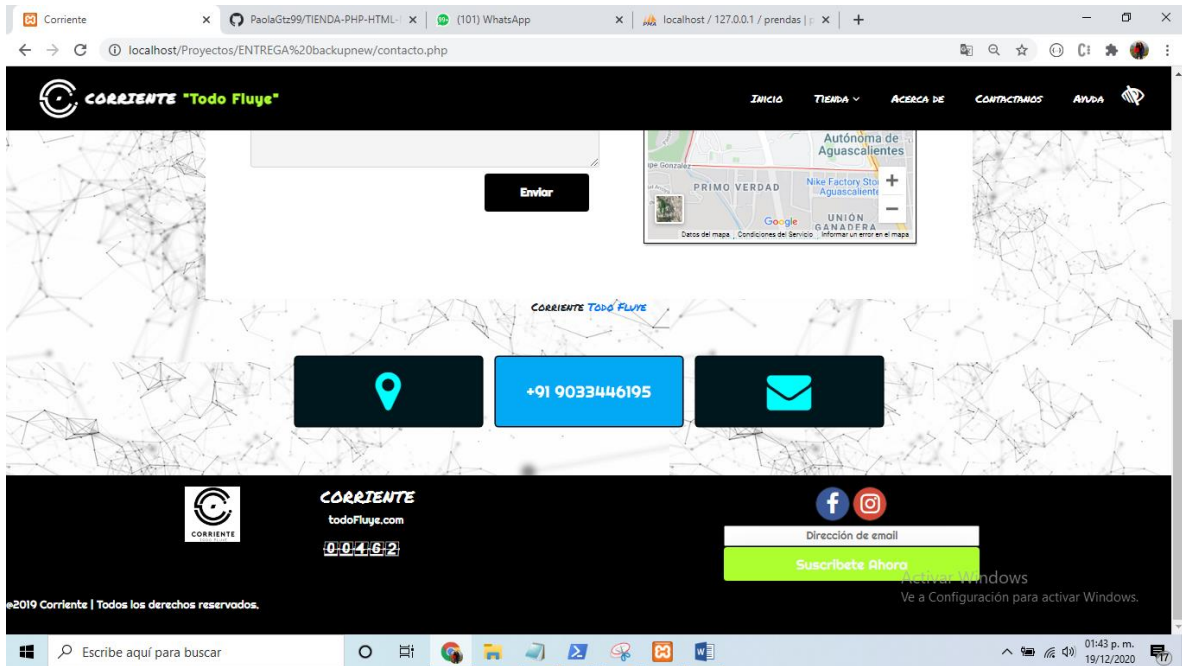 Corriente
PaolaGtz99/TIENDA-PHP-HTML-
(101) WhatsApp
localhost / 127.0.0.1 / prendas | p
localhost/Proyectos/ENTREGA%20backupnew/contacto.php
CORRIENTE "Todo Fluye"
Inicio
Tienda
Acerca de
Contactanos
Ayuda
Autónoma de
Aguascalientes
PRIMO VERDAD
Nike Factory Sto
Aguascaliente
UNIÓN
GANADERA
Google
Datos del mapa
Condiciones del Servicio
Informar un error en el mapa
Enviar
Corriente Todo Fluye
+91 9033446195
CORRIENTE
CORRIENTE
todoFluye.com
00462
Dirección de email
Suscribete Ahora
Activar Windows
Ve a Configuración para activar Windows.
©2019 Corriente | Todos los derechos reservados.
Escribe aquí para buscar
01:43 p. m.
19/12/2020
17